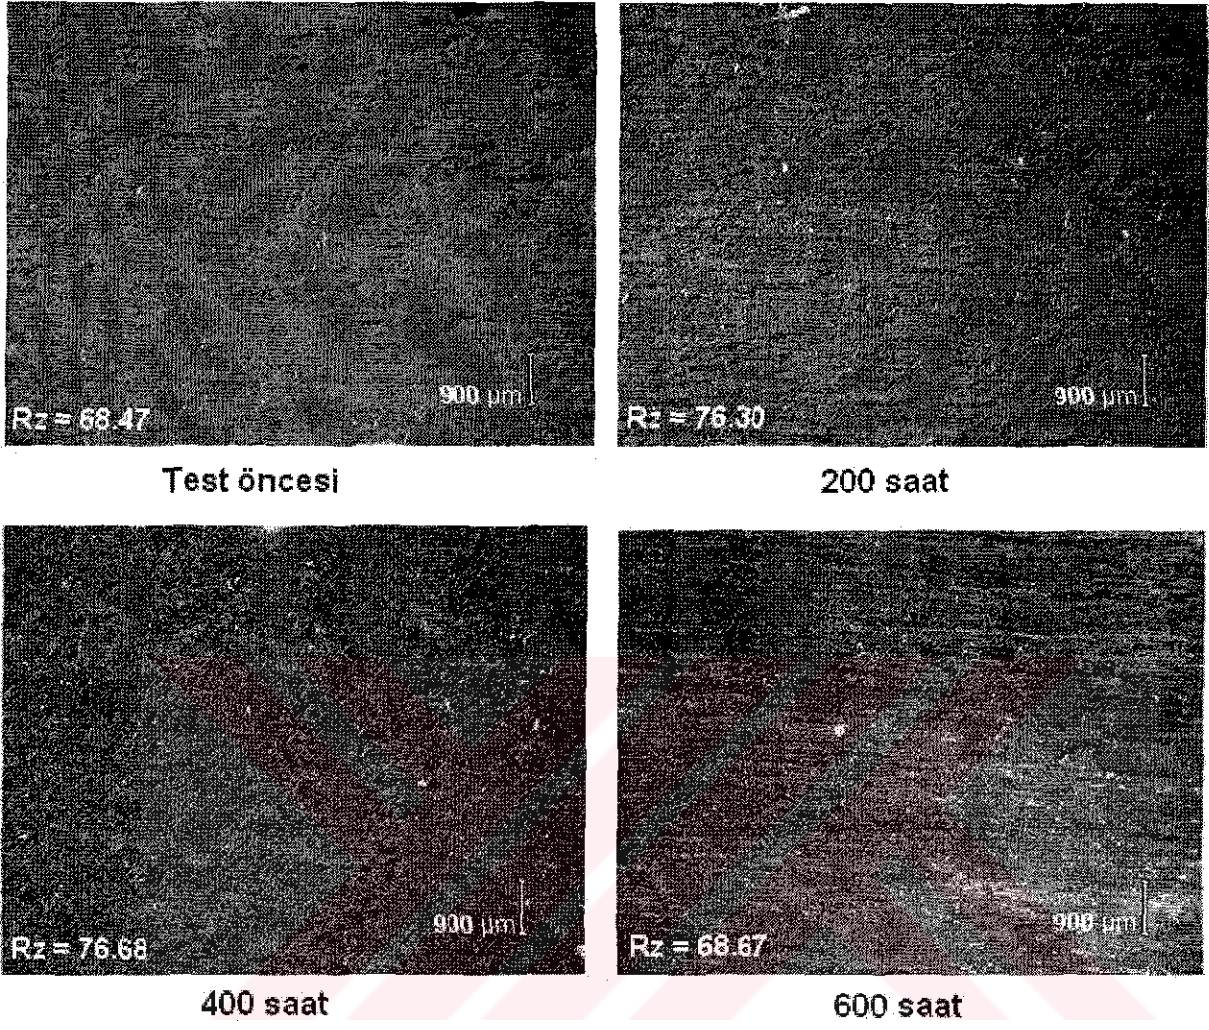 900 µm
Rz = 68.47
Test öncesi
900 µm
Rz = 76.30
200 saat
900 µm
Rz = 76.68
400 saat
900 µm
Rz = 68.67
600 saat